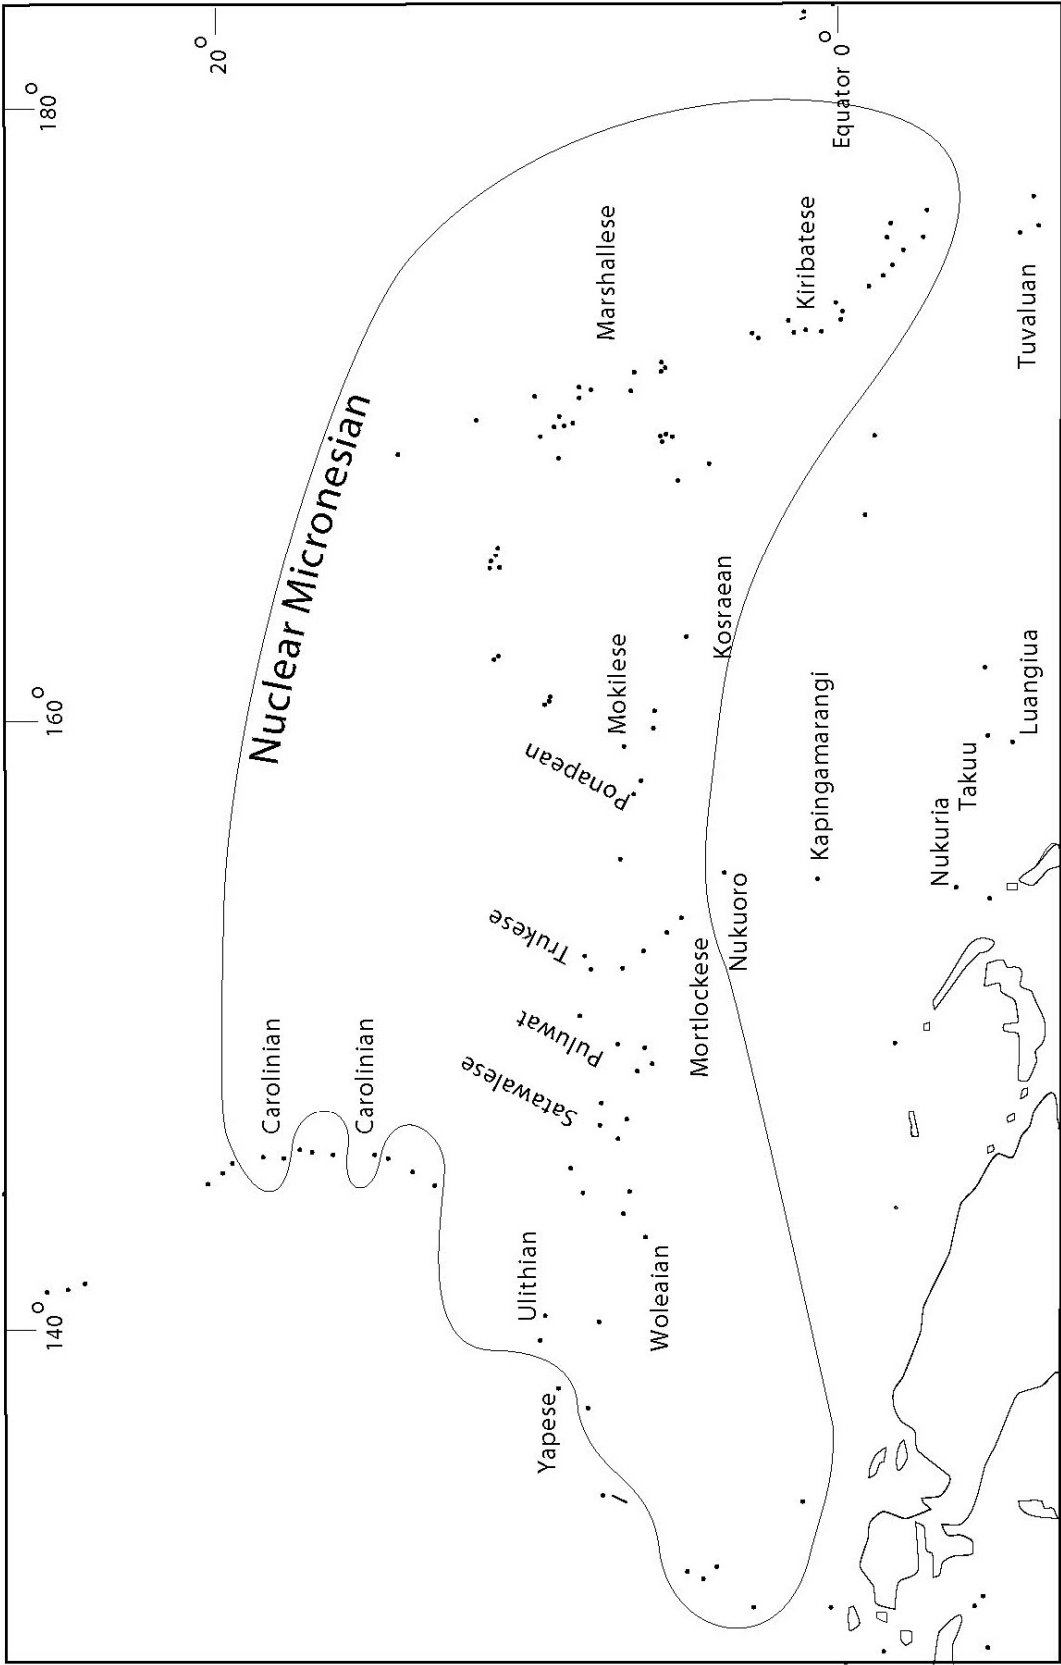 140°
160°
180°
20°
Equator 0°
Nuclear Micronesian
Carolinian
Carolinian
Ulithian
Yapese
Woleaian
Satawalese
Puluwat
Trukese
Mortlockese
Ponapean
Mokilese
Kosraean
Marshallese
Kiribatese
Nukuoro
Kapingamarangi
Nukuria
Takuu
Luangiua
Tuvaluan